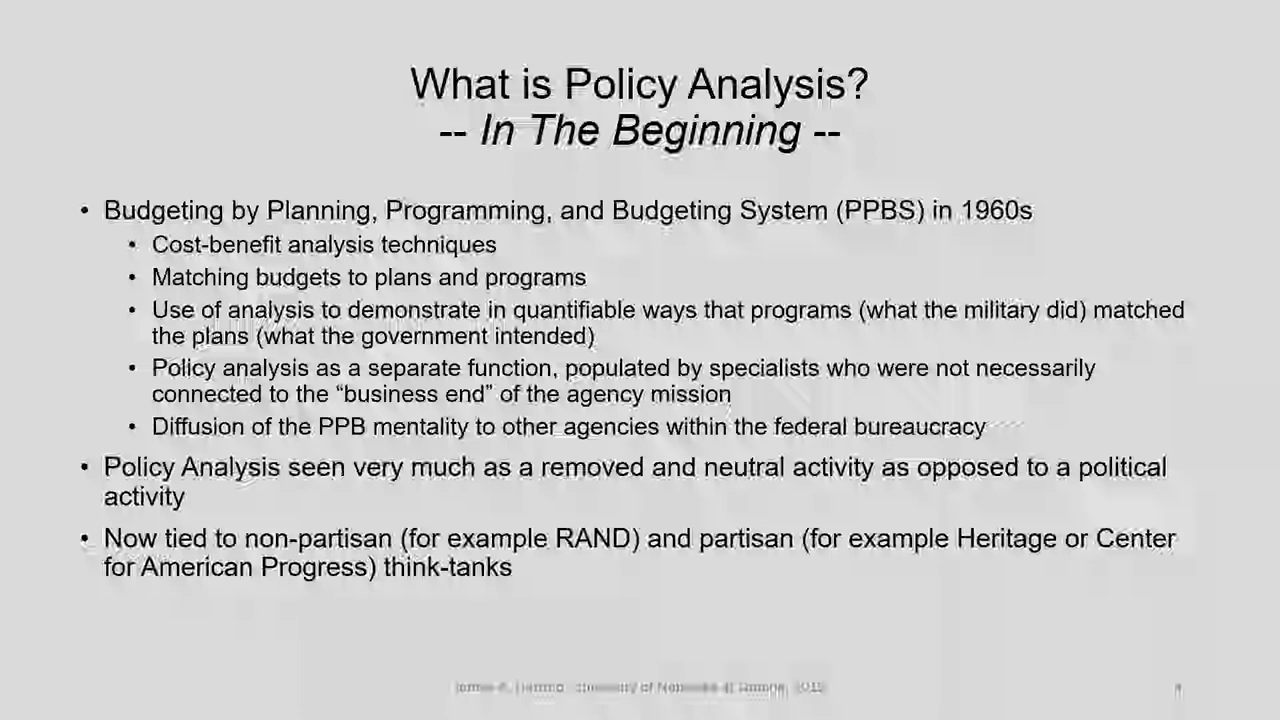 What is Policy Analysis?
-- In The Beginning --
• Budgeting by Planning, Programming, and Budgeting System (PPBS) in 1960s
• Cost-benefit analysis techniques
• Matching budgets to plans and programs
• Use of analysis to demonstrate in quantifiable ways that programs (what the military did) matched
the plans (what the government intended)
• Policy analysis as a separate function, populated by specialists who were not necessarily
connected to the “business end” of the agency mission
• Diffusion of the PPB mentality to other agencies within the federal bureaucracy
• Policy Analysis seen very much as a removed and neutral activity as opposed to a political
activity
• Now tied to non-partisan (for example RAND) and partisan (for example Heritage or Center
for American Progress) think-tanks
University of Nebraska at Omaha